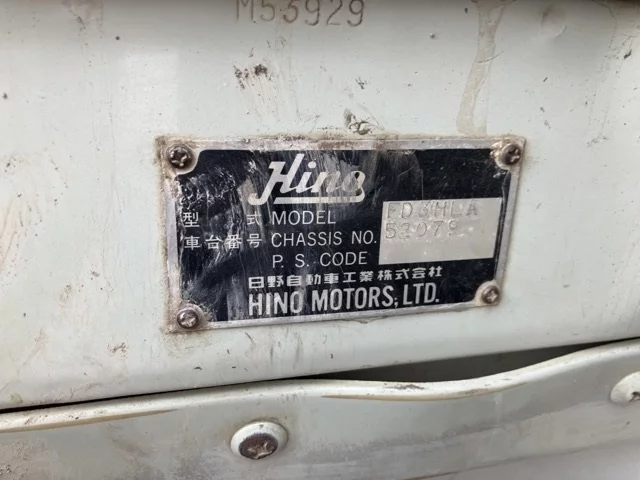 M53929
Hino
型 式 MODEL
車台番号 CHASSIS NO.
P. S. CODE
日野自動車工業株式会社
HINO MOTORS, LTD.